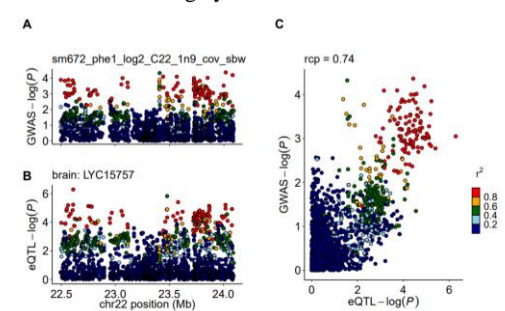 A
sm672_phe1_log2_C22_1n9_cov_sbw
GWAS−log(P)
4
3
2
1
0
B
brain: LYC15757
eQTL−log(P)
6
4
2
0
22.5 23.0 23.5 24.0
chr22 position (Mb)
C
rcp = 0.74
GWAS−log(P)
4
3
2
1
0
0 2 4 6
eQTL−log(P)
r²
0.8
0.6
0.4
0.2